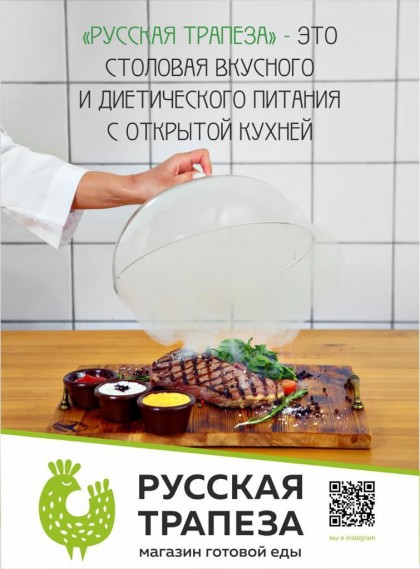 «РУССКАЯ ТРАПЕЗА» - ЭТО
СТОЛОВАЯ ВКУСНОГО
И ДИЕТИЧЕСКОГО ПИТАНИЯ
С ОТКРЫТОЙ КУХНЕЙ
РУССКАЯ
ТРАПЕЗА
магазин готовой еды
мы в instagram